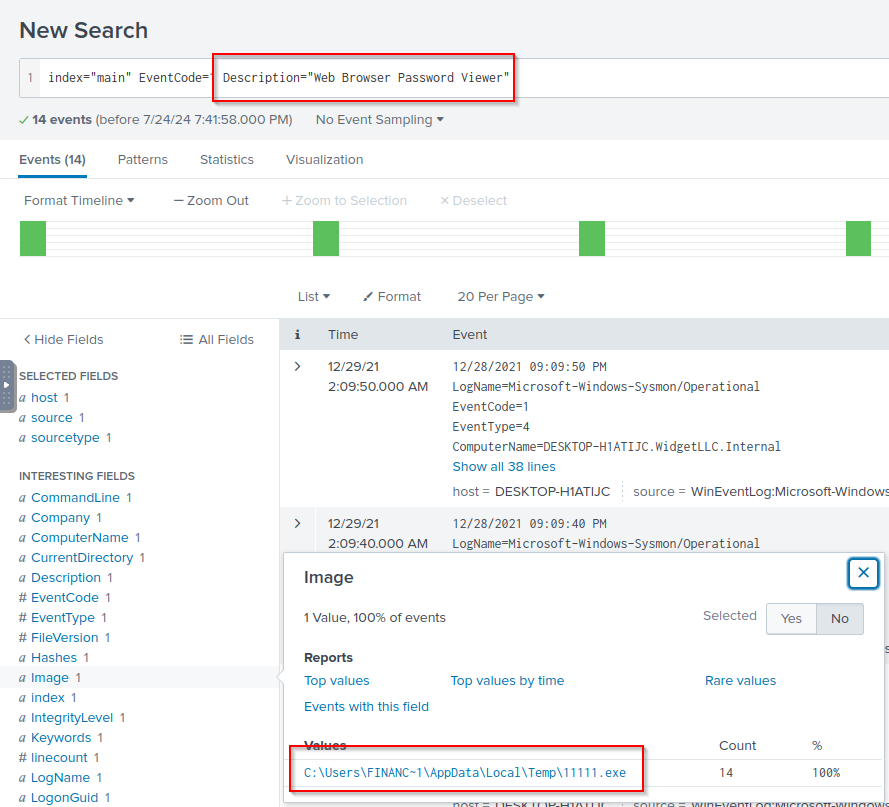 New Search
1 index="main" EventCode=1 Description="Web Browser Password Viewer"
14 events (before 7/24/24 7:41:58.000 PM) No Event Sampling
Events (14) Patterns Statistics Visualization
Format Timeline Zoom Out Zoom to Selection Deselect
List Format 20 Per Page
Hide Fields All Fields
i Time Event
SELECTED FIELDS
a host 1
a source 1
a sourcetype 1
INTERESTING FIELDS
a CommandLine 1
a Company 1
a ComputerName 1
a CurrentDirectory 1
a Description 1
# EventCode 1
# EventType 1
# FileVersion 1
a Hashes 1
a Image 1
a index 1
a IntegrityLevel 1
a Keywords 1
# linecount 1
a LogName 1
a LogonGuid 1
12/29/21
2:09:50.000 AM
12/28/2021 09:09:50 PM
LogName=Microsoft-Windows-Sysmon/Operational
EventCode=1
EventType=4
ComputerName=DESKTOP-H1ATIJC.WidgetLLC.Internal
Show all 38 lines
host = DESKTOP-H1ATIJC source = WinEventLog:Microsoft-Windows
12/29/21
2:09:40.000 AM
12/28/2021 09:09:40 PM
LogName=Microsoft-Windows-Sysmon/Operational
Image
1 Value, 100% of events Selected Yes No
Reports
Top values Top values by time Rare values
Events with this field
Values Count %
C:\Users\FINANC~1\AppData\Local\Temp\11111.exe 14 100%
host = DESKTOP-H1ATIJC source = WinEventLog:Microsoft-Windows